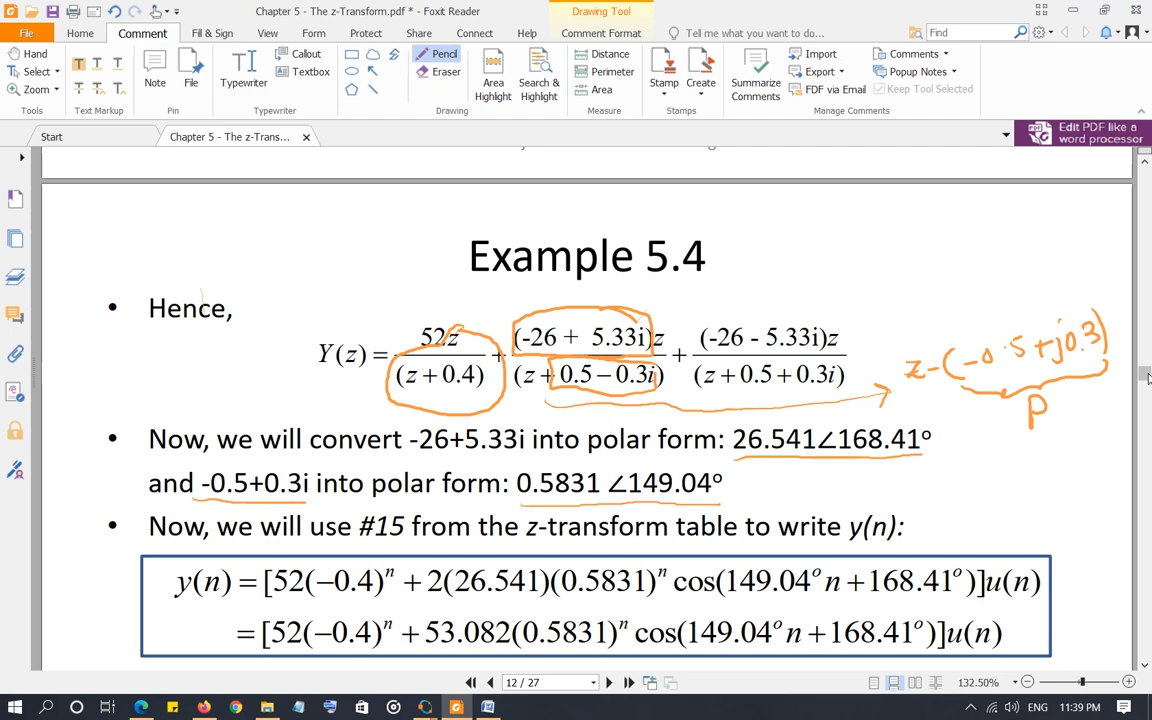 Chapter 5 - The z-Transform.pdf * - Foxit Reader
Drawing Tool
File Home Comment Fill & Sign View Form Protect Share Connect Help Comment Format Tell me what you want to do... Find
Hand
Select
Zoom
Tools
Text Markup
Note
File
Pin
Typewriter
Callout
Textbox
Typewriter
Pencil
Eraser
Drawing
Area Highlight
Search & Highlight
Distance
Perimeter
Area
Measure
Stamp
Create
Stamps
Summarize Comments
Import
Export
FDF via Email
Comments
Popup Notes
Keep Tool Selected
Manage Comments
Start
Chapter 5 - The z-Trans...
Edit PDF like a
word processor
Example 5.4
• Hence,
Y(z) = 52z/(z + 0.4) + (-26 + 5.33i)z/(z + 0.5 − 0.3i) + (-26 - 5.33i)z/(z + 0.5 + 0.3i)
z - (-0.5 + j0.3)
P
• Now, we will convert -26+5.33i into polar form: 26.541∠168.41°
and -0.5+0.3i into polar form: 0.5831 ∠149.04°
• Now, we will use #15 from the z-transform table to write y(n):
y(n) = [52(−0.4)ⁿ + 2(26.541)(0.5831)ⁿ cos(149.04° n + 168.41°)]u(n)
= [52(−0.4)ⁿ + 53.082(0.5831)ⁿ cos(149.04° n + 168.41°)]u(n)
12 / 27
132.50%
ENG 11:39 PM